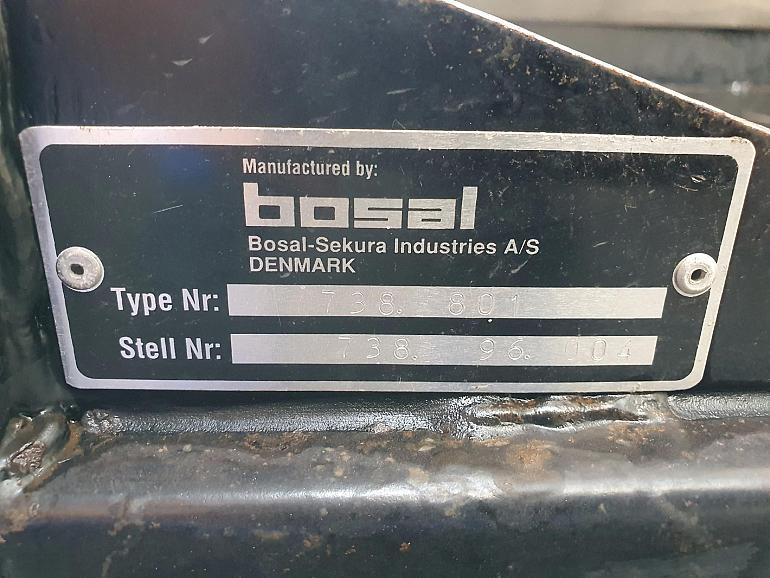 Manufactured by:
bosal
Bosal-Sekura Industries A/S
DENMARK
Type Nr: 738. 801
Stell Nr: 738. 96. 004